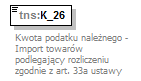 tns:K_26
Kwota podatku należnego -
Import towarów
podlegający rozliczeniu
zgodnie z art. 33a ustawy